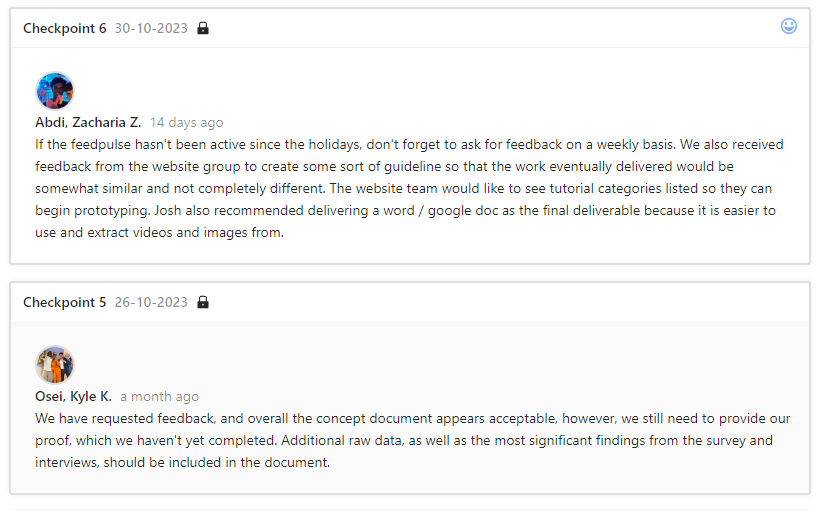 Checkpoint 6 30-10-2023
Abdi, Zacharia Z. 14 days ago
If the feedpulse hasn't been active since the holidays, don't forget to ask for feedback on a weekly basis. We also received
feedback from the website group to create some sort of guideline so that the work eventually delivered would be
somewhat similar and not completely different. The website team would like to see tutorial categories listed so they can
begin prototyping. Josh also recommended delivering a word / google doc as the final deliverable because it is easier to
use and extract videos and images from.
Checkpoint 5 26-10-2023
Osei, Kyle K. a month ago
We have requested feedback, and overall the concept document appears acceptable, however, we still need to provide our
proof, which we haven't yet completed. Additional raw data, as well as the most significant findings from the survey and
interviews, should be included in the document.